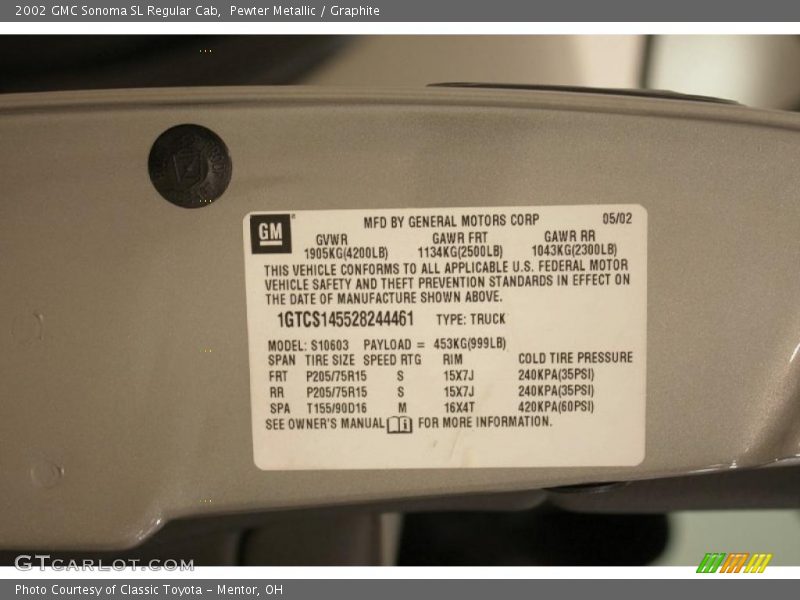 2002 GMC Sonoma SL Regular Cab, Pewter Metallic / Graphite
GM
MFD BY GENERAL MOTORS CORP 05/02
GVWR GAWR FRT GAWR RR
1905KG(4200LB) 1134KG(2500LB) 1043KG(2300LB)
THIS VEHICLE CONFORMS TO ALL APPLICABLE U.S. FEDERAL MOTOR
VEHICLE SAFETY AND THEFT PREVENTION STANDARDS IN EFFECT ON
THE DATE OF MANUFACTURE SHOWN ABOVE.
1GTCS145528244461 TYPE: TRUCK
MODEL: S10603 PAYLOAD = 453KG(999LB)
SPAN TIRE SIZE SPEED RTG RIM COLD TIRE PRESSURE
FRT P205/75R15 S 15X7J 240KPA(35PSI)
RR P205/75R15 S 15X7J 240KPA(35PSI)
SPA T155/90D16 M 16X4T 420KPA(60PSI)
SEE OWNER'S MANUAL FOR MORE INFORMATION.
GTCARLOT.COM
Photo Courtesy of Classic Toyota - Mentor, OH